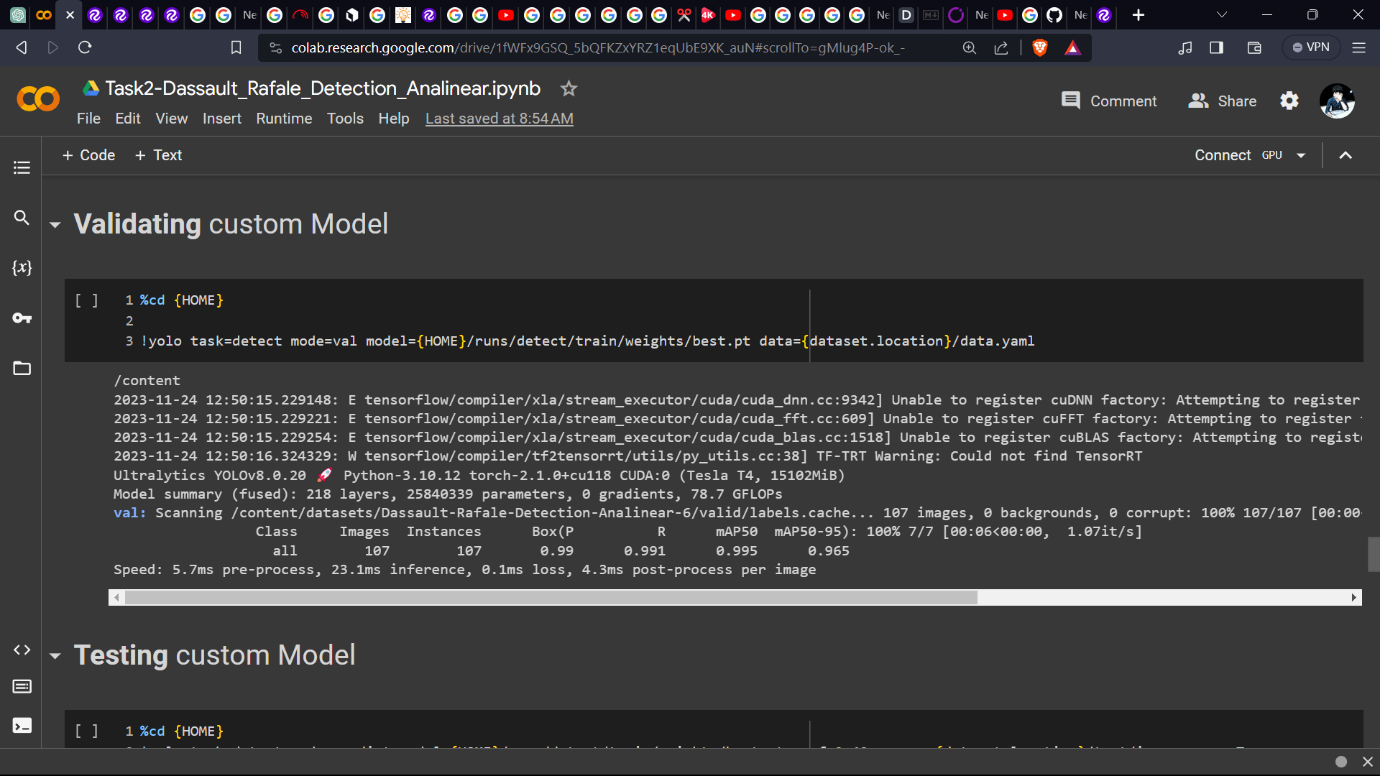 Ne
Ne
4K
Ne
D
Ne
Ne
colab.research.google.com/drive/1fWFx9GSQ_5bQFKZxYRZ1eqUbE9XK_auN#scrollTo=gMlug4P-ok_-
VPN
CO
Task2-Dassault_Rafale_Detection_Analinear.ipynb
File Edit View Insert Runtime Tools Help Last saved at 8:54 AM
Comment Share
+ Code + Text
Connect GPU
Validating custom Model
{x}
[ ] 1 %cd {HOME}
2
3 !yolo task=detect mode=val model={HOME}/runs/detect/train/weights/best.pt data={dataset.location}/data.yaml
/content
2023-11-24 12:50:15.229148: E tensorflow/compiler/xla/stream_executor/cuda/cuda_dnn.cc:9342] Unable to register cuDNN factory: Attempting to register
2023-11-24 12:50:15.229221: E tensorflow/compiler/xla/stream_executor/cuda/cuda_fft.cc:609] Unable to register cuFFT factory: Attempting to register
2023-11-24 12:50:15.229254: E tensorflow/compiler/xla/stream_executor/cuda/cuda_blas.cc:1518] Unable to register cuBLAS factory: Attempting to registe
2023-11-24 12:50:16.324329: W tensorflow/compiler/tf2tensorrt/utils/py_utils.cc:38] TF-TRT Warning: Could not find TensorRT
Ultralytics YOLOv8.0.20 🚀 Python-3.10.12 torch-2.1.0+cu118 CUDA:0 (Tesla T4, 15102MiB)
Model summary (fused): 218 layers, 25840339 parameters, 0 gradients, 78.7 GFLOPs
val: Scanning /content/datasets/Dassault-Rafale-Detection-Analinear-6/valid/labels.cache... 107 images, 0 backgrounds, 0 corrupt: 100% 107/107 [00:00
Class Images Instances Box(P R mAP50 mAP50-95): 100% 7/7 [00:06<00:00, 1.07it/s]
all 107 107 0.99 0.991 0.995 0.965
Speed: 5.7ms pre-process, 23.1ms inference, 0.1ms loss, 4.3ms post-process per image
Testing custom Model
[ ] 1 %cd {HOME}